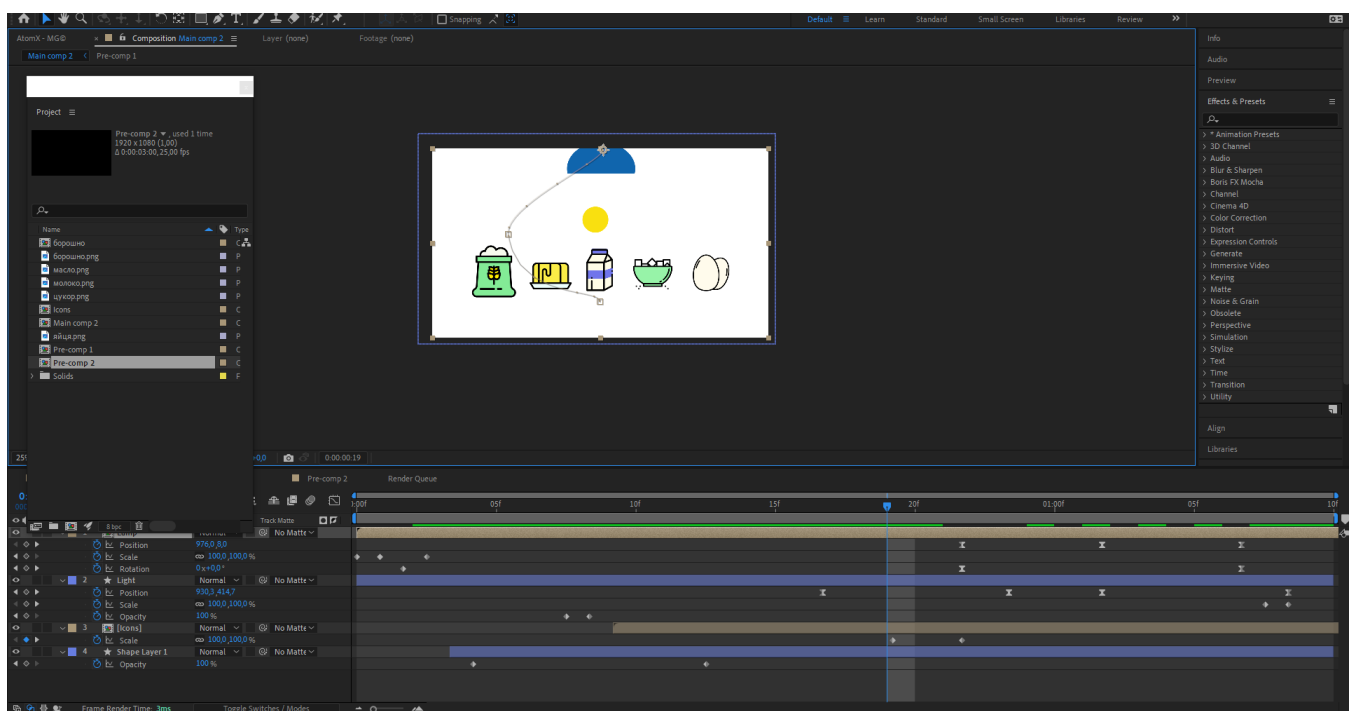 Snapping
Default
Learn
Standard
Small Screen
Libraries
Review
AtomX - MG©
Composition Main comp 2
Layer (none)
Footage (none)
Main comp 2
Pre-comp 1
Project
Pre-comp 2 , used 1 time
1920 x 1080 (1,00)
Δ 0:00:03:00, 25,00 fps
Name
Type
борошно
C
борошно.png
P
масло.png
P
молоко.png
P
цукор.png
P
Icons
C
Main comp 2
C
яйця.png
P
Pre-comp 1
C
Pre-comp 2
C
Solids
F
8 bpc
25
+0,0
0:00:00:19
Info
Audio
Preview
Effects & Presets
* Animation Presets
3D Channel
Audio
Blur & Sharpen
Boris FX Mocha
Channel
Cinema 4D
Color Correction
Distort
Expression Controls
Generate
Immersive Video
Keying
Matte
Noise & Grain
Obsolete
Perspective
Simulation
Stylize
Text
Time
Transition
Utility
Align
Libraries
Pre-comp 2
Render Queue
05f
10f
15f
20f
01:00f
05f
10f
Track Matte
Normal
No Matte
Position
976,0,8,0
Scale
100,0,100,0 %
Rotation
0x+0,0°
2 Light
Normal
No Matte
Position
930,3,414,7
Scale
100,0,100,0 %
Opacity
100 %
3 [Icons]
Normal
No Matte
Scale
100,0,100,0 %
4 Shape Layer 1
Normal
No Matte
Opacity
100 %
Frame Render Time: 3ms
Toggle Switches / Modes